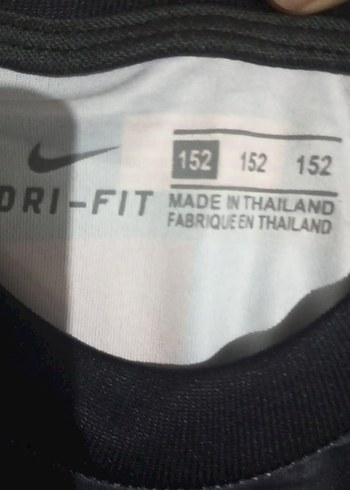 152 152 152
DRI-FIT
MADE IN THAILAND
FABRIQUE EN THAILAND